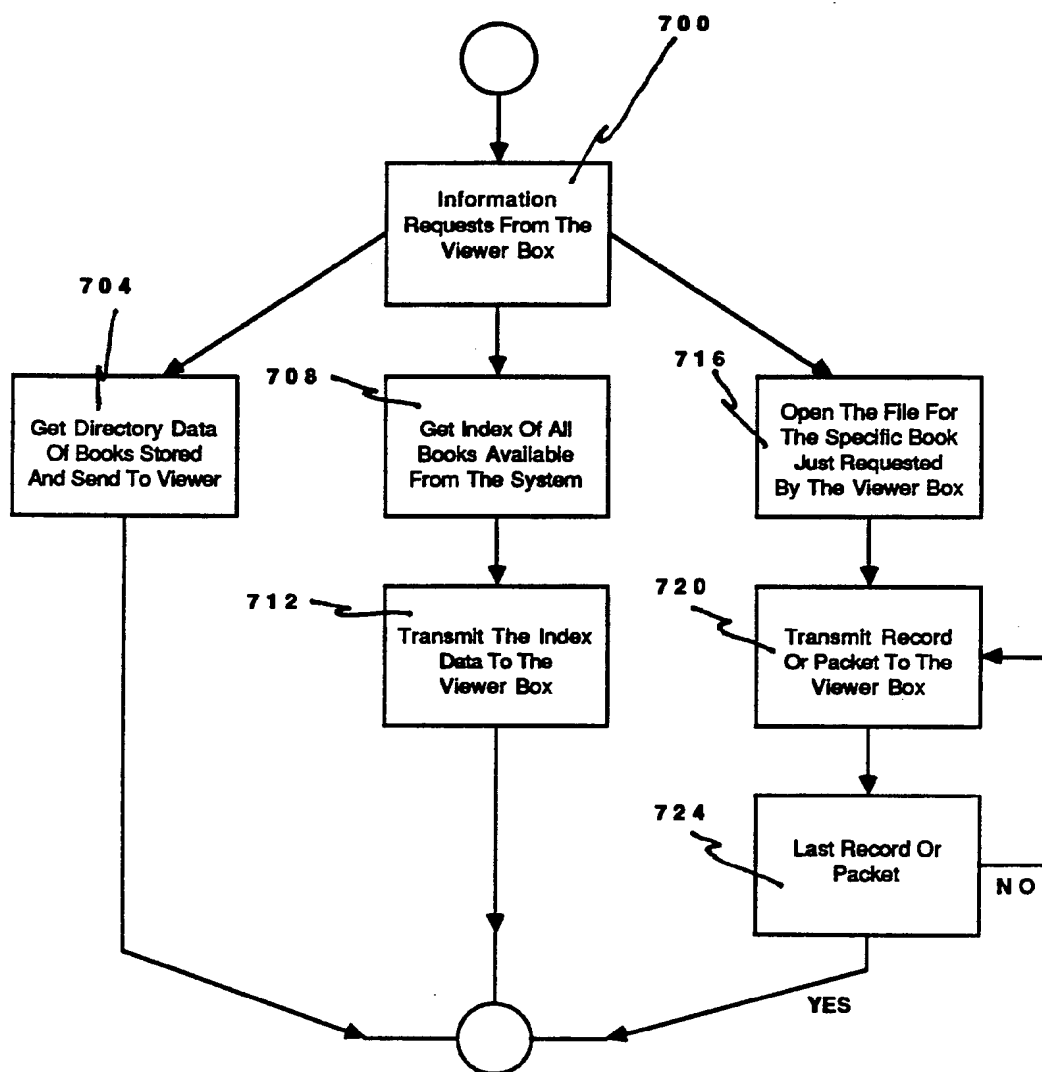 700
Information
Requests From The
Viewer Box
704
Get Directory Data
Of Books Stored
And Send To Viewer
708
Get Index Of All
Books Available
From The System
716
Open The File For
The Specific Book
Just Requested
By The Viewer Box
712
Transmit The Index
Data To The
Viewer Box
720
Transmit Record
Or Packet To The
Viewer Box
724
Last Record Or
Packet
NO
YES